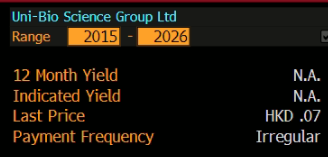 Uni-Bio Science Group Ltd
Range 2015 - 2026
12 Month Yield N.A.
Indicated Yield N.A.
Last Price HKD .07
Payment Frequency Irregular